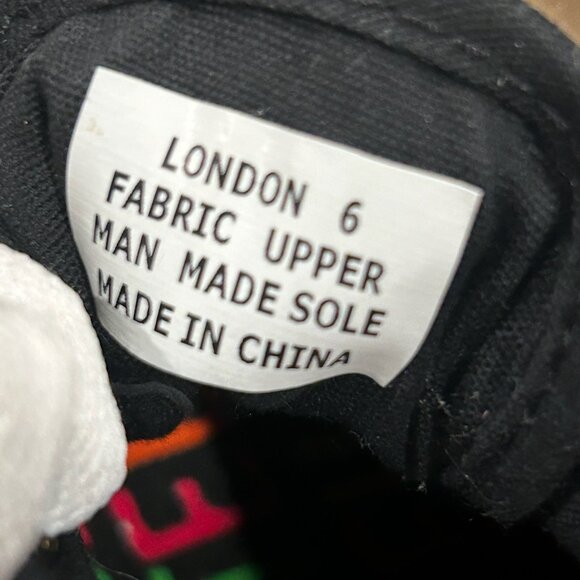 LONDON 6
FABRIC UPPER
MAN MADE SOLE
MADE IN CHINA